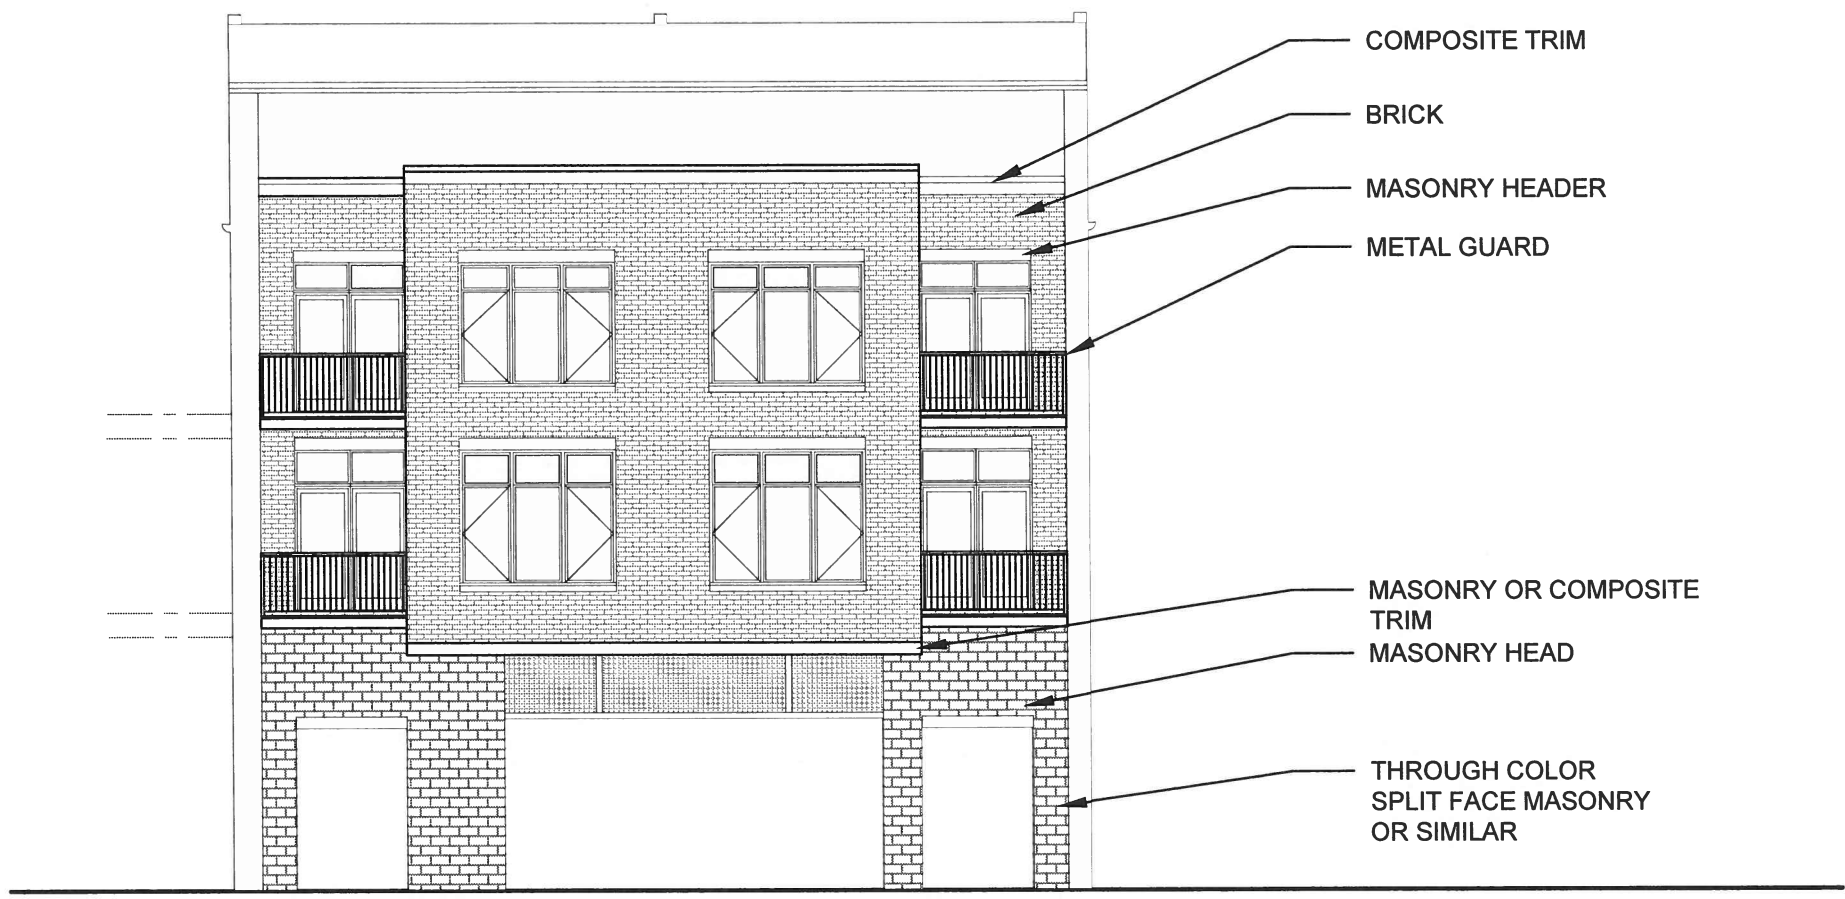 COMPOSITE TRIM
BRICK
MASONRY HEADER
METAL GUARD
MASONRY OR COMPOSITE
TRIM
MASONRY HEAD
THROUGH COLOR
SPLIT FACE MASONRY
OR SIMILAR